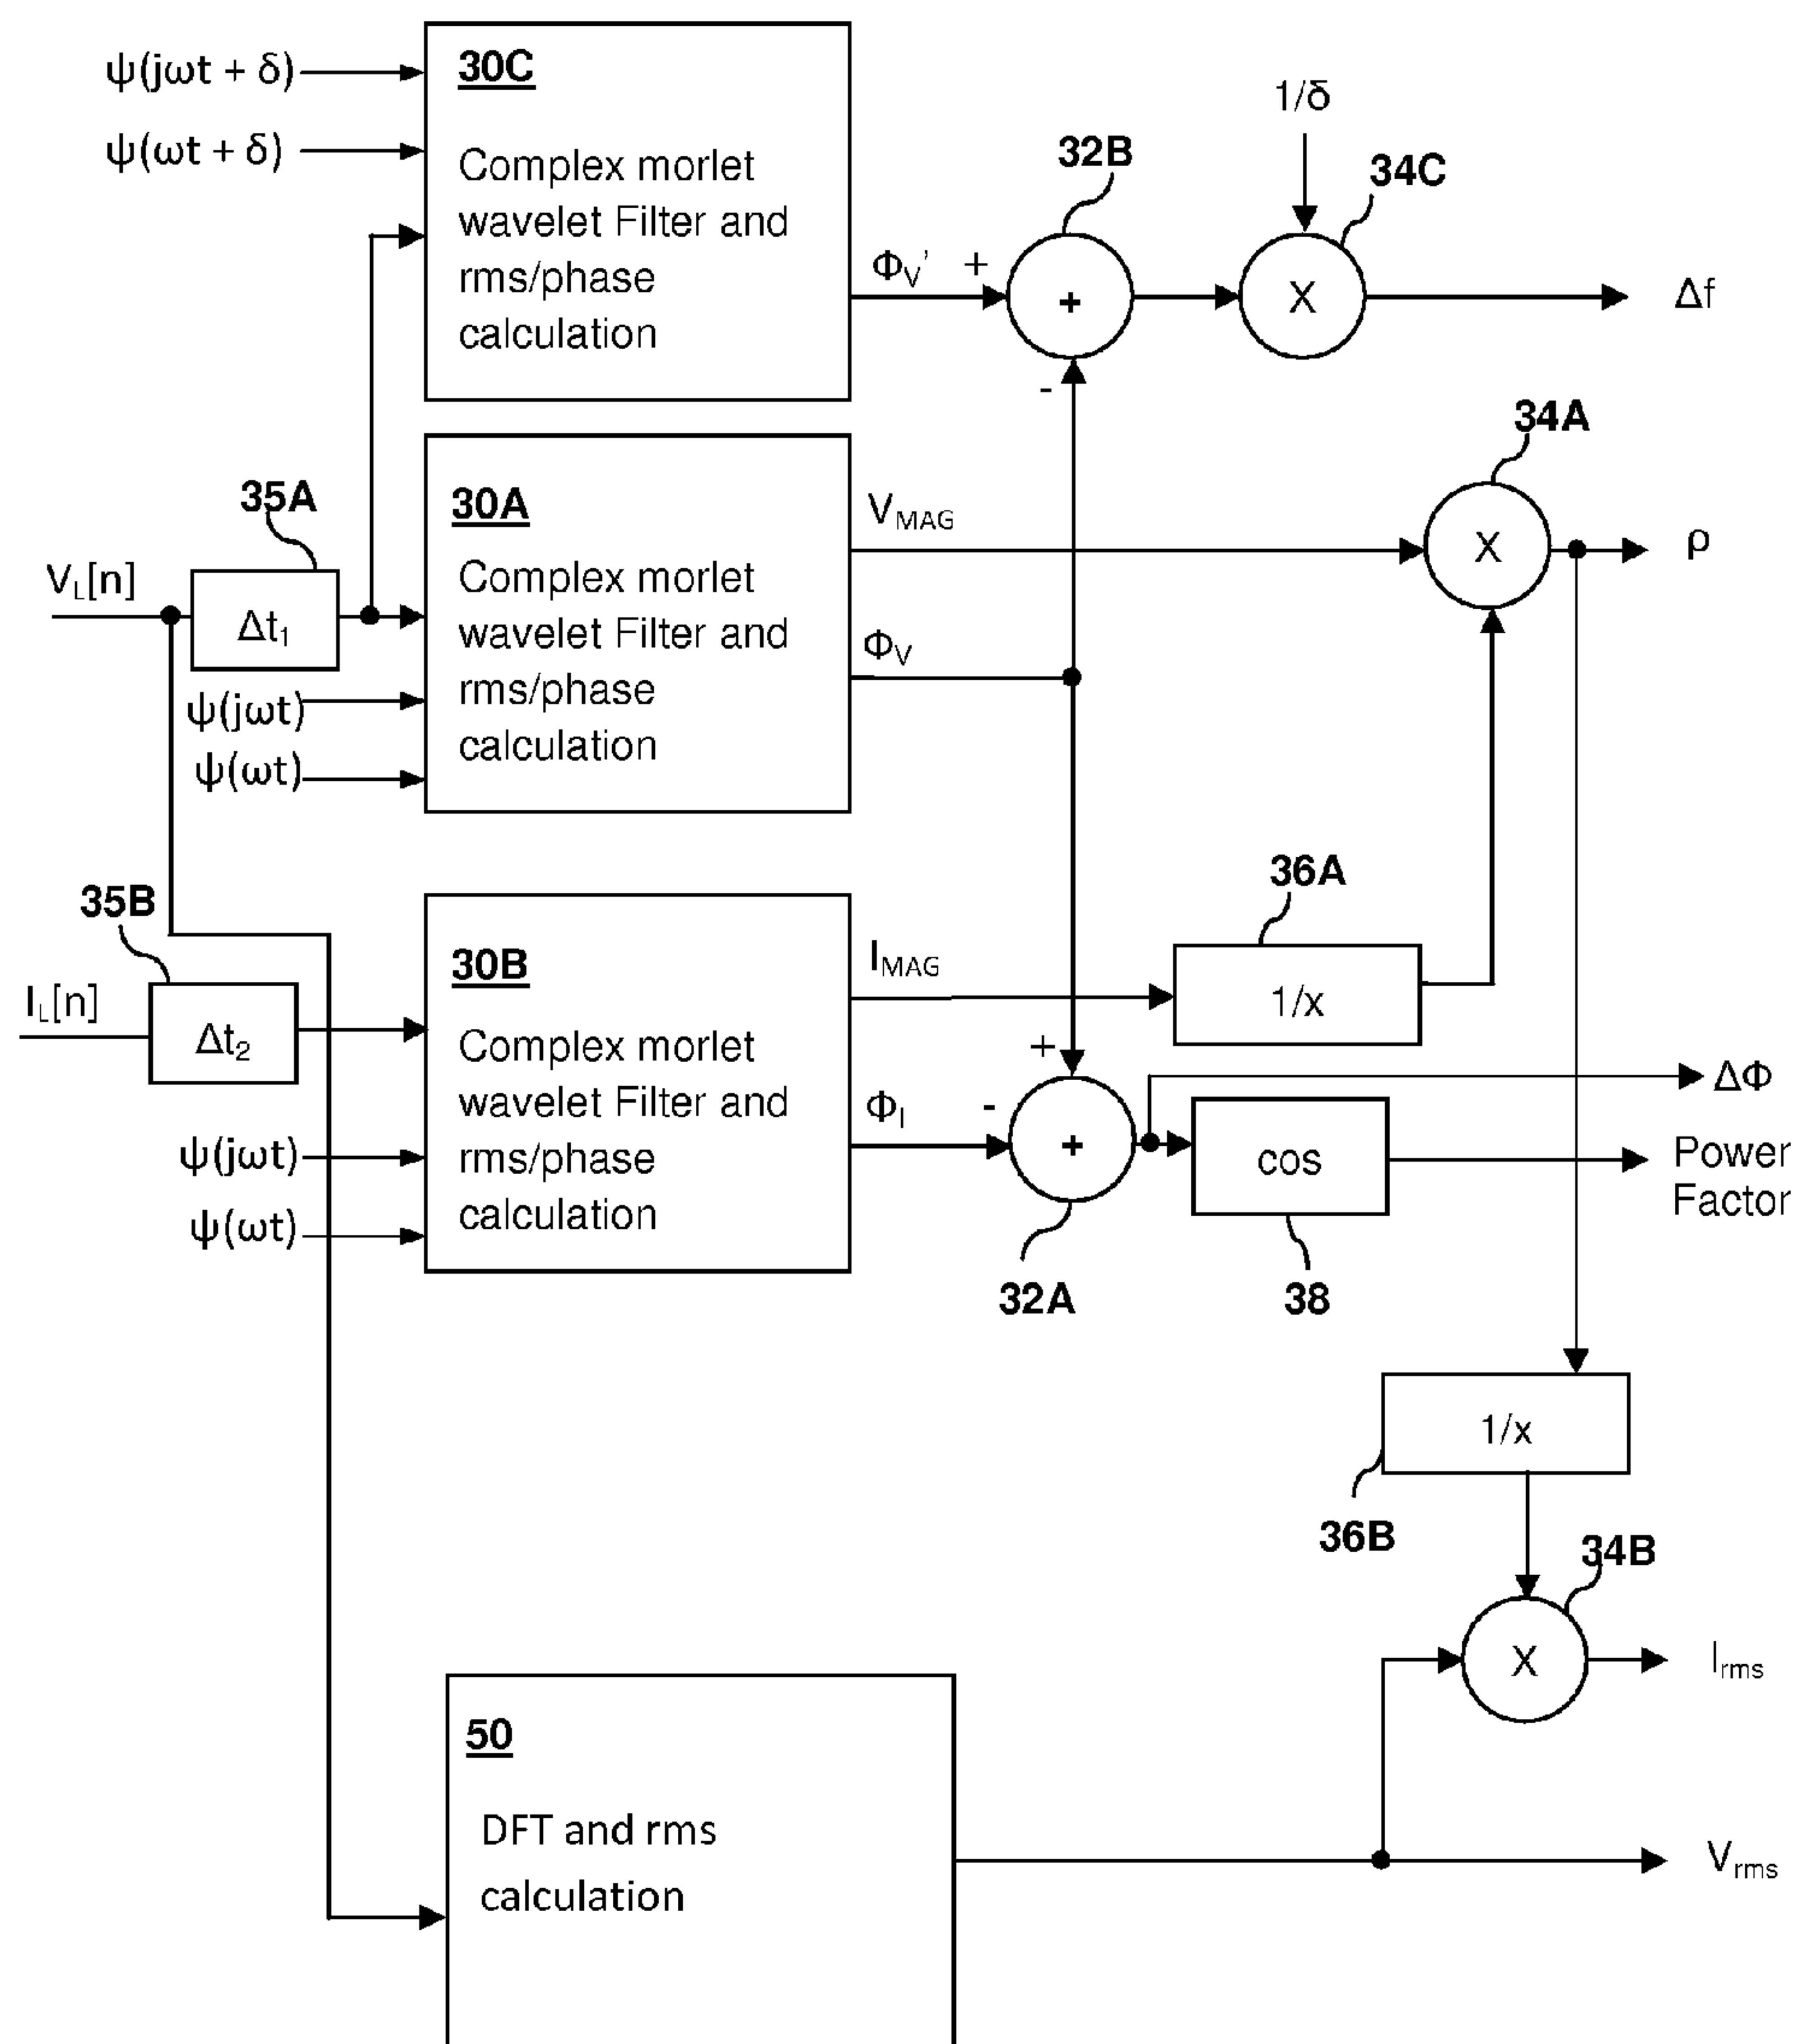 ψ(jωt + δ)
ψ(ωt + δ)
30C
Complex morlet
wavelet Filter and
rms/phase
calculation
ΦV’
+
-
32B
+
1/δ
34C
X
Δf
35A
VL[n]
Δt1
ψ(jωt)
ψ(ωt)
30A
Complex morlet
wavelet Filter and
rms/phase
calculation
VMAG
ΦV
34A
X
ρ
35B
IL[n]
Δt2
ψ(jωt)
ψ(ωt)
30B
Complex morlet
wavelet Filter and
rms/phase
calculation
IMAG
ΦI
36A
1/x
+
-
+
32A
ΔΦ
cos
38
Power
Factor
1/x
36B
34B
X
Irms
50
DFT and rms
calculation
Vrms